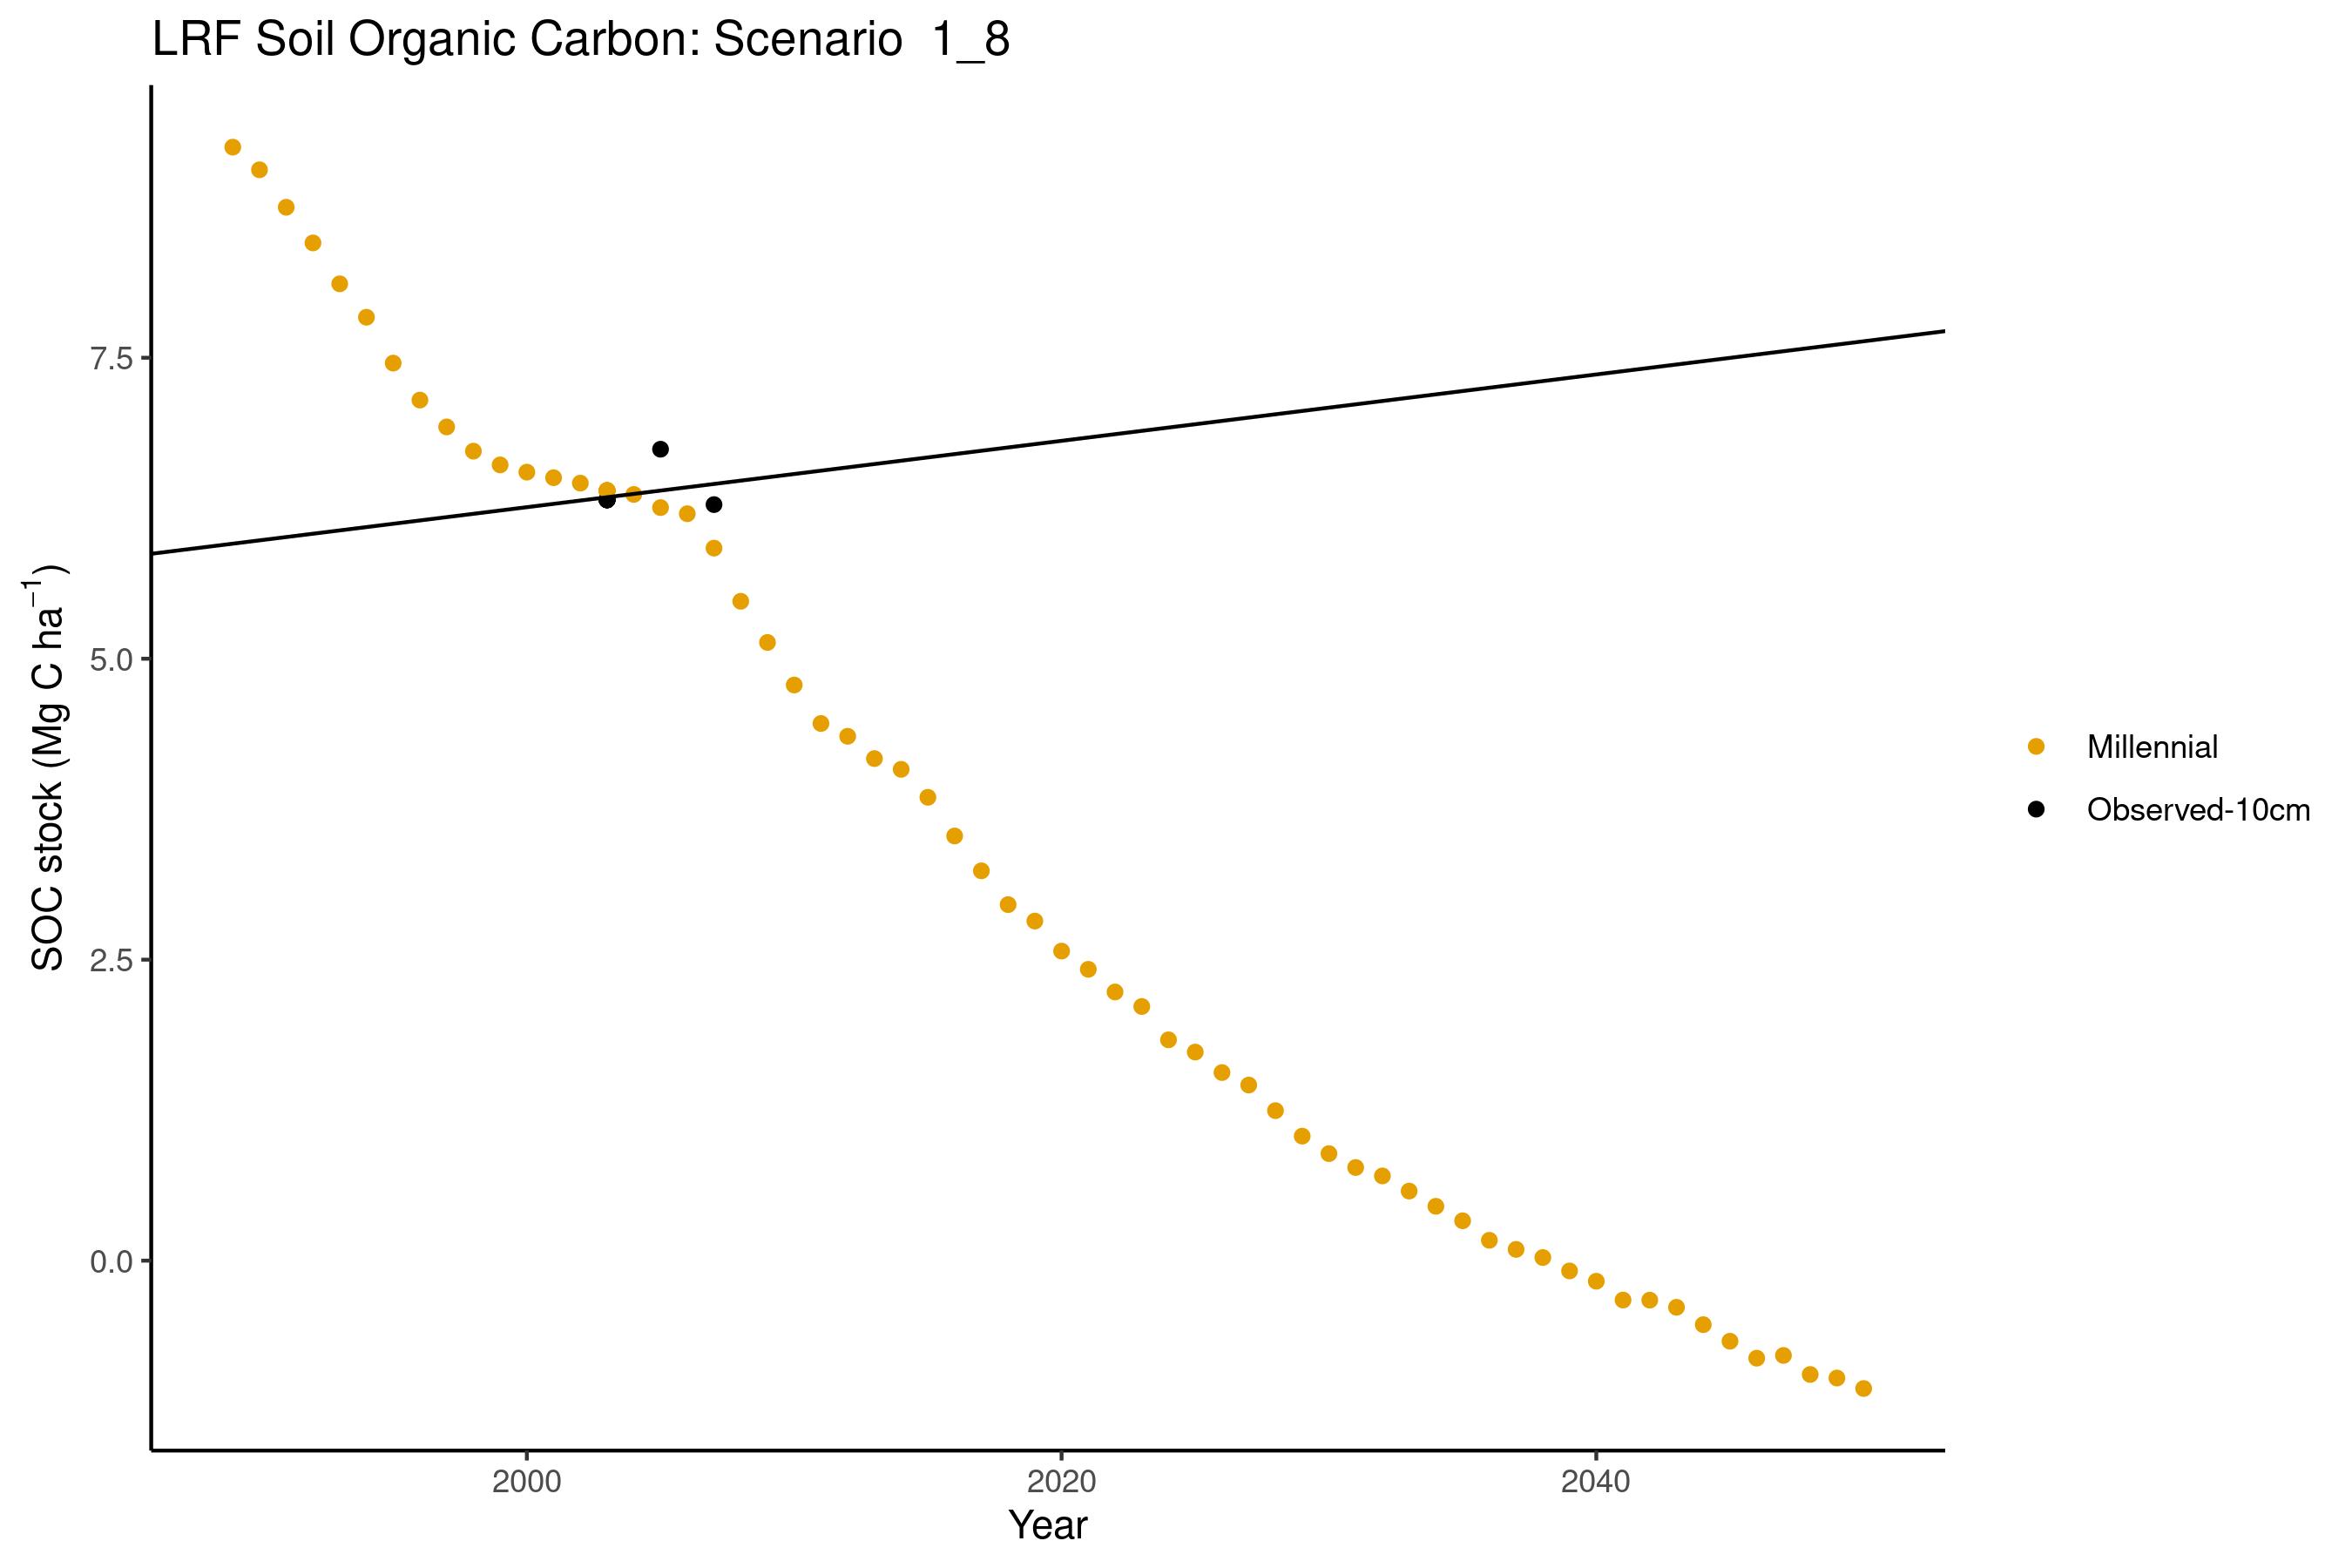 LRF Soil Organic Carbon: Scenario  1_8
SOC stock (Mg C ha−1)
7.5
5.0
2.5
0.0
2000
2020
2040
Year
Millennial
Observed-10cm